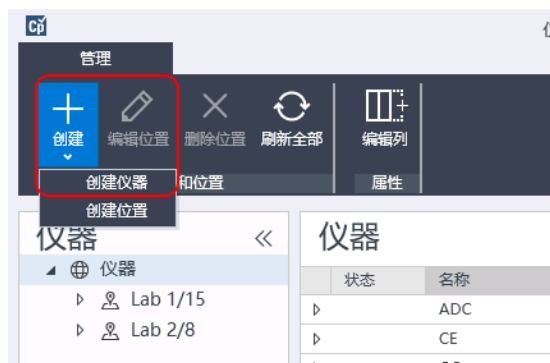 管理
创建 编辑位置 删除位置 刷新全部 编辑列
创建仪器 和位置 属性
创建位置
仪器 仪器
仪器 状态 名称
Lab 1/15 ADC
Lab 2/8 CE